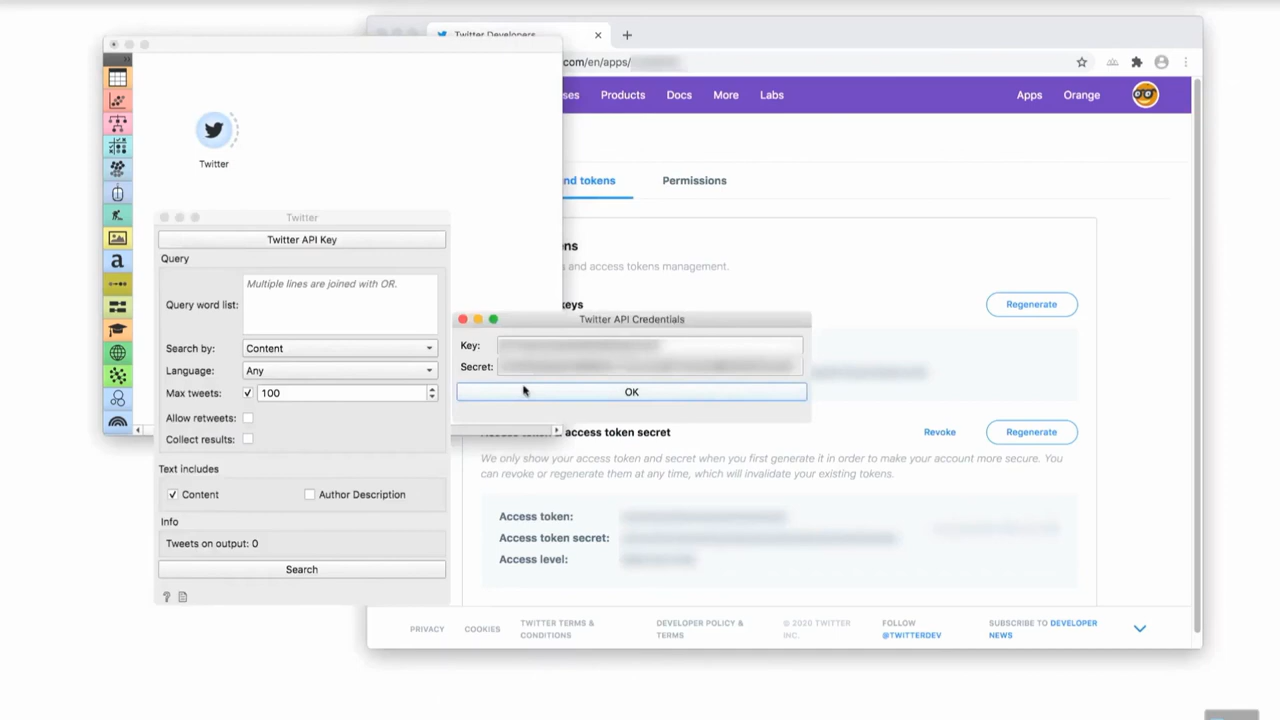 Twitter Developers
com/en/apps/
ses Products Docs More Labs Apps Orange
Twitter
nd tokens Permissions
Twitter
Twitter API Key
Query
Multiple lines are joined with OR.
Query word list:
Search by: Content
Language: Any
Max tweets: 100
Allow retweets:
Collect results:
Text includes
Content Author Description
Info
Tweets on output: 0
Search
?
a
ns
s and access tokens management.
keys Regenerate
Twitter API Credentials
Key:
Secret:
OK
access token secret Revoke Regenerate
We only show your access token and secret when you first generate it in order to make your account more secure. You
can revoke or regenerate them at any time, which will invalidate your existing tokens.
Access token:
Access token secret:
Access level:
PRIVACY COOKIES
TWITTER TERMS &
CONDITIONS
DEVELOPER POLICY &
TERMS
© 2020 TWITTER
INC.
FOLLOW
@TWITTERDEV
SUBSCRIBE TO DEVELOPER
NEWS